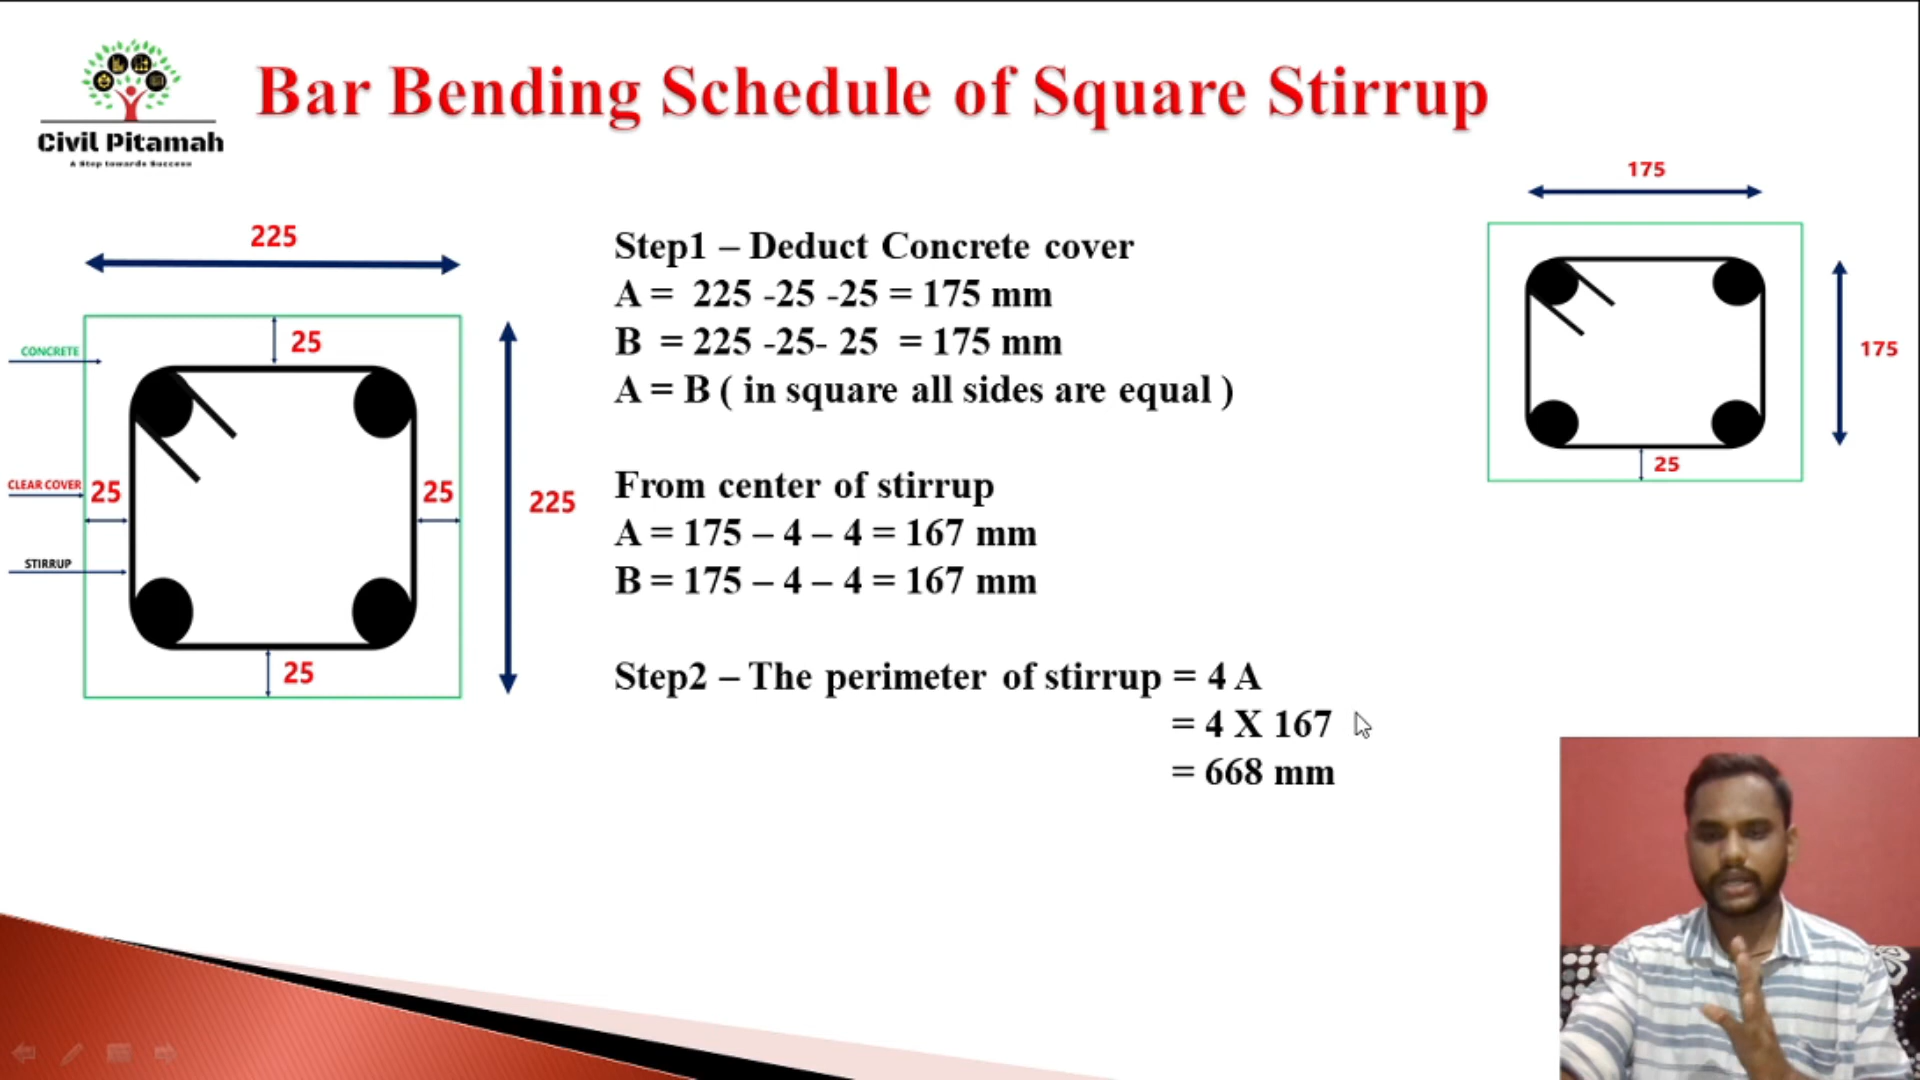 Civil Pitamah
A Step towards Success
Bar Bending Schedule of Square Stirrup
225
CONCRETE
25
CLEAR COVER
25
25
225
STIRRUP
25
Step1 – Deduct Concrete cover
A = 225 -25 -25 = 175 mm
B = 225 -25- 25 = 175 mm
A = B ( in square all sides are equal )
From center of stirrup
A = 175 – 4 – 4 = 167 mm
B = 175 – 4 – 4 = 167 mm
Step2 – The perimeter of stirrup = 4 A
= 4 X 167
= 668 mm
175
175
25